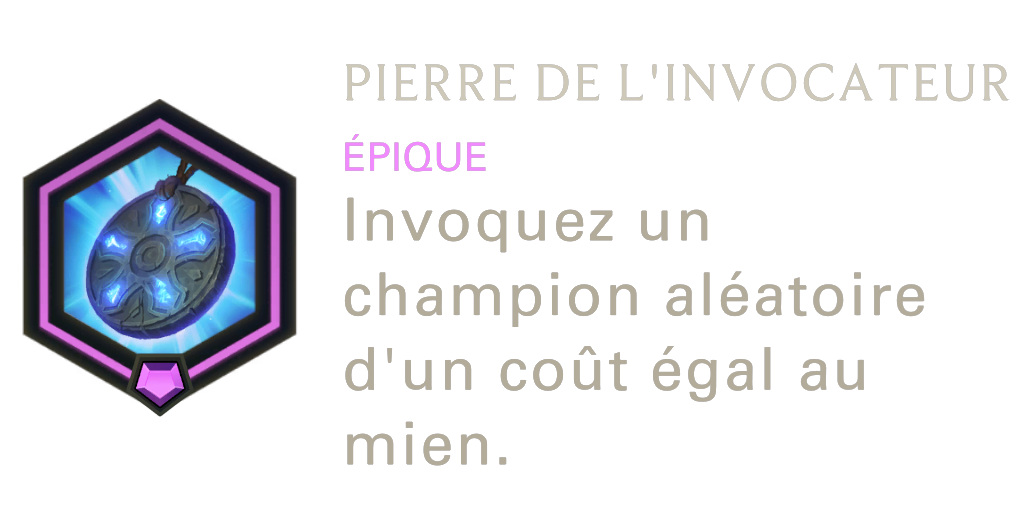 PIERRE DE L'INVOCATEUR
ÉPIQUE
Invoquez un
champion aléatoire
d'un coût égal au
mien.